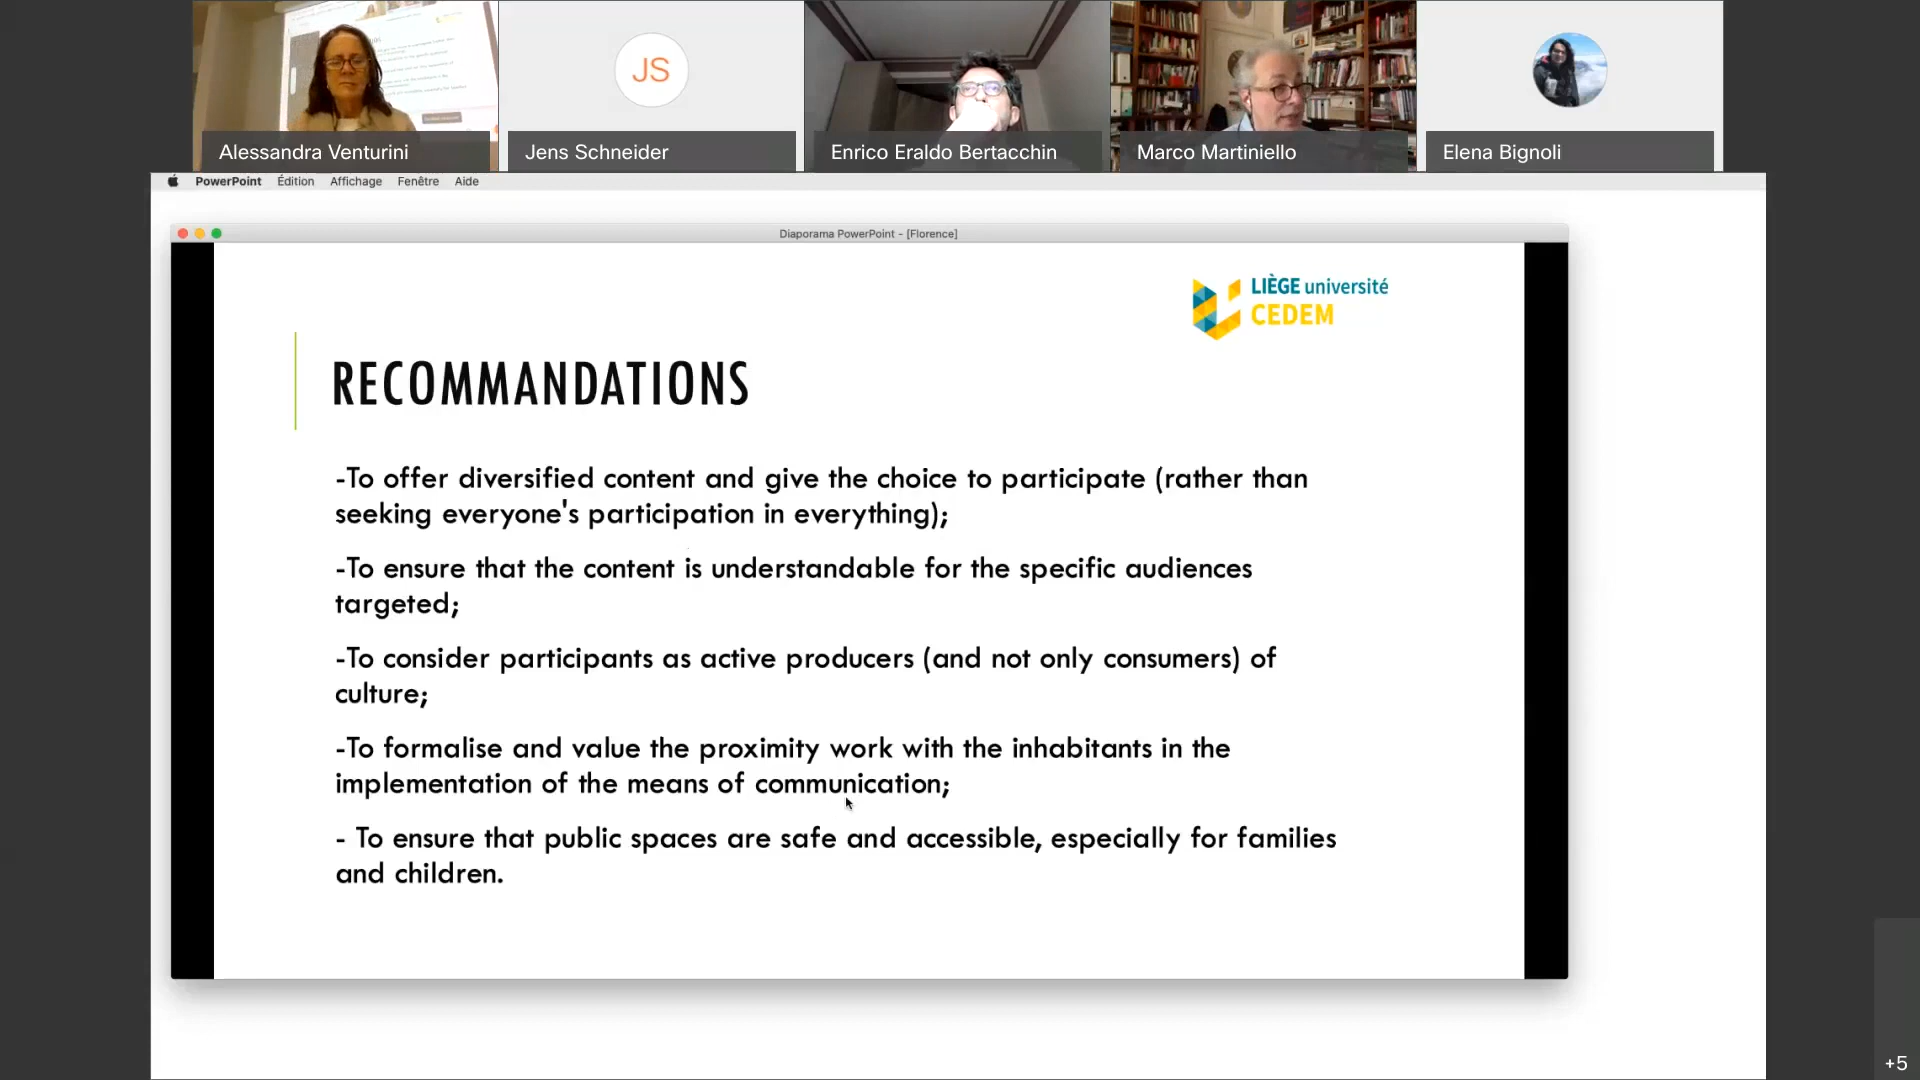 JS
Alessandra Venturini
Jens Schneider
Enrico Eraldo Bertacchin
Marco Martiniello
Elena Bignoli
PowerPoint Édition Affichage Fenêtre Aide
Diaporama PowerPoint - [Florence]
LIÈGE université
CEDEM
RECOMMANDATIONS
-To offer diversified content and give the choice to participate (rather than
seeking everyone's participation in everything);
-To ensure that the content is understandable for the specific audiences
targeted;
-To consider participants as active producers (and not only consumers) of
culture;
-To formalise and value the proximity work with the inhabitants in the
implementation of the means of communication;
- To ensure that public spaces are safe and accessible, especially for families
and children.
+5